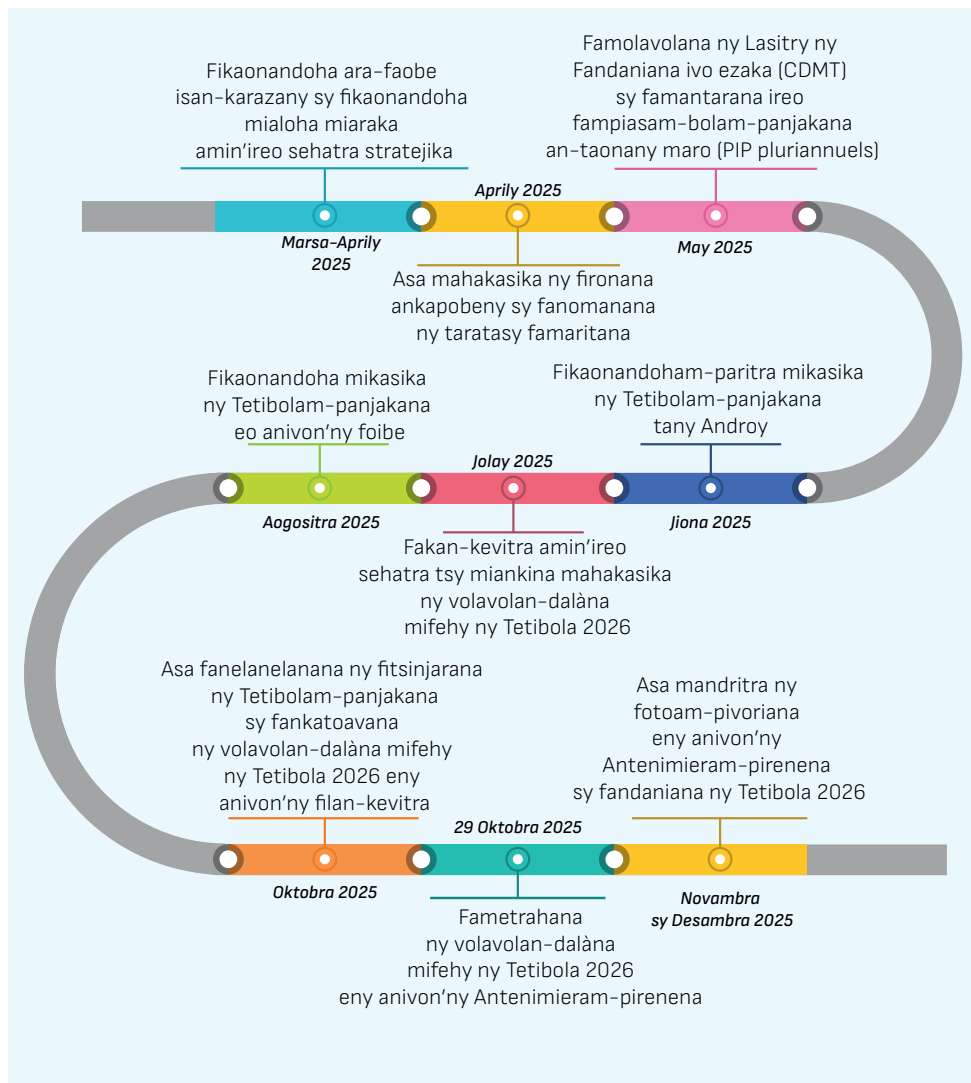 Fikaonandoha ara-faobe
isan-karazany sy fikaonandoha
mialoha miaraka
amin'ireo sehatra stratejika
Marsa-Aprily
2025
Aprily 2025
Asa mahakasika ny fironana
ankapobeny sy fanomanana
ny taratasy famaritana
Famolavolana ny Lasitry ny
Fandaniana ivo ezaka (CDMT)
sy famantarana ireo
fampiasam-bolam-panjakana
an-taonany maro (PIP pluriannuels)
May 2025
Fikaonandoham-paritra mikasika
ny Tetibolam-panjakana
tany Androy
Jiona 2025
Jolay 2025
Fakan-kevitra amin'ireo
sehatra tsy miankina mahakasika
ny volavolan-dalàna
mifehy ny Tetibola 2026
Fikaonandoha mikasika
ny Tetibolam-panjakana
eo anivon'ny foibe
Aogositra 2025
Asa fanelanelanana ny fitsinjarana
ny Tetibolam-panjakana
sy fankatoavana
ny volavolan-dalàna mifehy
ny Tetibola 2026 eny
anivon'ny filan-kevitra
Oktobra 2025
29 Oktobra 2025
Fametrahana
ny volavolan-dalàna
mifehy ny Tetibola 2026
eny anivon'ny Antenimieram-pirenena
Asa mandritra ny
fotoam-pivoriana
eny anivon'ny
Antenimieram-pirenena
sy fandaniana ny Tetibola 2026
Novambra
sy Desambra 2025